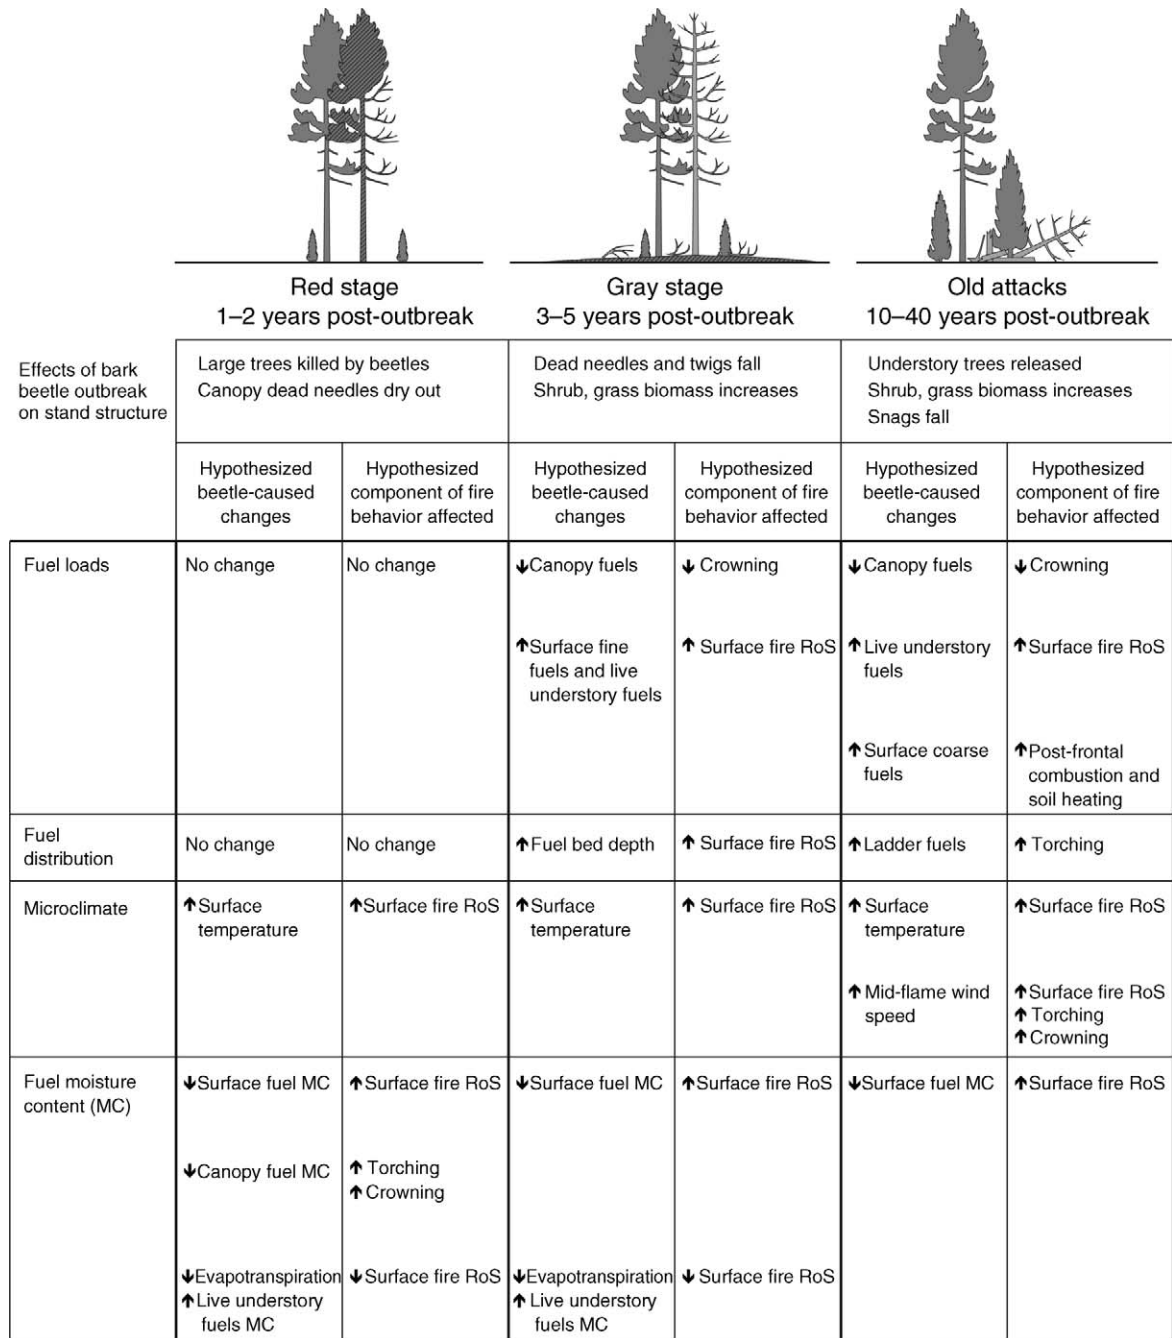 Red stage
1–2 years post-outbreak
Gray stage
3–5 years post-outbreak
Old attacks
10–40 years post-outbreak
Effects of bark
beetle outbreak
on stand structure
Large trees killed by beetles
Canopy dead needles dry out
Dead needles and twigs fall
Shrub, grass biomass increases
Understory trees released
Shrub, grass biomass increases
Snags fall
Hypothesized
beetle-caused
changes
Hypothesized
component of fire
behavior affected
Hypothesized
beetle-caused
changes
Hypothesized
component of fire
behavior affected
Hypothesized
beetle-caused
changes
Hypothesized
component of fire
behavior affected
Fuel loads
No change
No change
↓Canopy fuels
↓ Crowning
↓ Canopy fuels
↓ Crowning
↑Surface fine
fuels and live
understory fuels
↑ Surface fire RoS
↑ Live understory
fuels
↑Surface fire RoS
↑ Surface coarse
fuels
↑Post-frontal
combustion and
soil heating
Fuel
distribution
No change
No change
↑Fuel bed depth
↑ Surface fire RoS
↑ Ladder fuels
↑ Torching
Microclimate
↑Surface
temperature
↑Surface fire RoS
↑Surface
temperature
↑ Surface fire RoS
↑ Surface
temperature
↑Surface fire RoS
↑ Mid-flame wind
speed
↑Surface fire RoS
↑ Torching
↑ Crowning
Fuel moisture
content (MC)
↓Surface fuel MC
↑Surface fire RoS
↓Surface fuel MC
↑Surface fire RoS
↓Surface fuel MC
↑Surface fire RoS
↓Canopy fuel MC
↑ Torching
↑ Crowning
↓Evapotranspiration
↑ Live understory
fuels MC
↓Surface fire RoS
↓Evapotranspiration
↑ Live understory
fuels MC
↓ Surface fire RoS